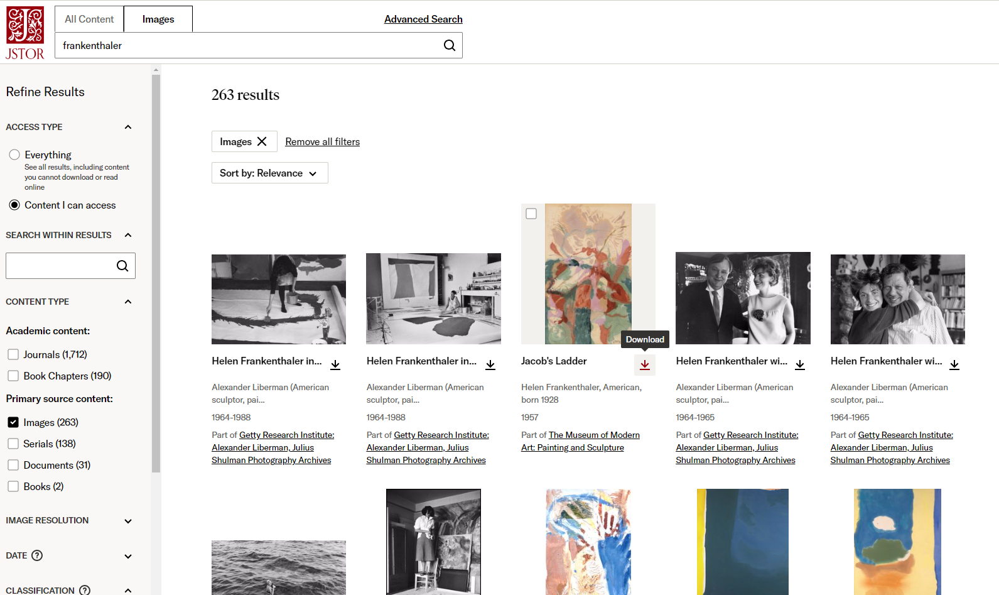 All Content
Images
Advanced Search
JSTOR
frankenthaler
Refine Results
ACCESS TYPE
Everything
See all results, including content
you cannot download or read
online
Content I can access
SEARCH WITHIN RESULTS
CONTENT TYPE
Academic content:
Journals (1,712)
Book Chapters (190)
Primary source content:
Images (263)
Serials (138)
Documents (31)
Books (2)
IMAGE RESOLUTION
DATE ?
CLASSIFICATION ?
263 results
Images
Remove all filters
Sort by: Relevance
Helen Frankenthaler in...
Alexander Liberman (American
sculptor, pai...
1964-1988
Part of Getty Research Institute:
Alexander Liberman, Julius
Shulman Photography Archives
Helen Frankenthaler in...
Alexander Liberman (American
sculptor, pai...
1964-1988
Part of Getty Research Institute:
Alexander Liberman, Julius
Shulman Photography Archives
Download
Jacob's Ladder
Helen Frankenthaler, American,
born 1928
1957
Part of The Museum of Modern
Art: Painting and Sculpture
Helen Frankenthaler wi...
Alexander Liberman (American
sculptor, pai...
1964-1965
Part of Getty Research Institute:
Alexander Liberman, Julius
Shulman Photography Archives
Helen Frankenthaler wi...
Alexander Liberman (American
sculptor, pai...
1964-1965
Part of Getty Research Institute:
Alexander Liberman, Julius
Shulman Photography Archives